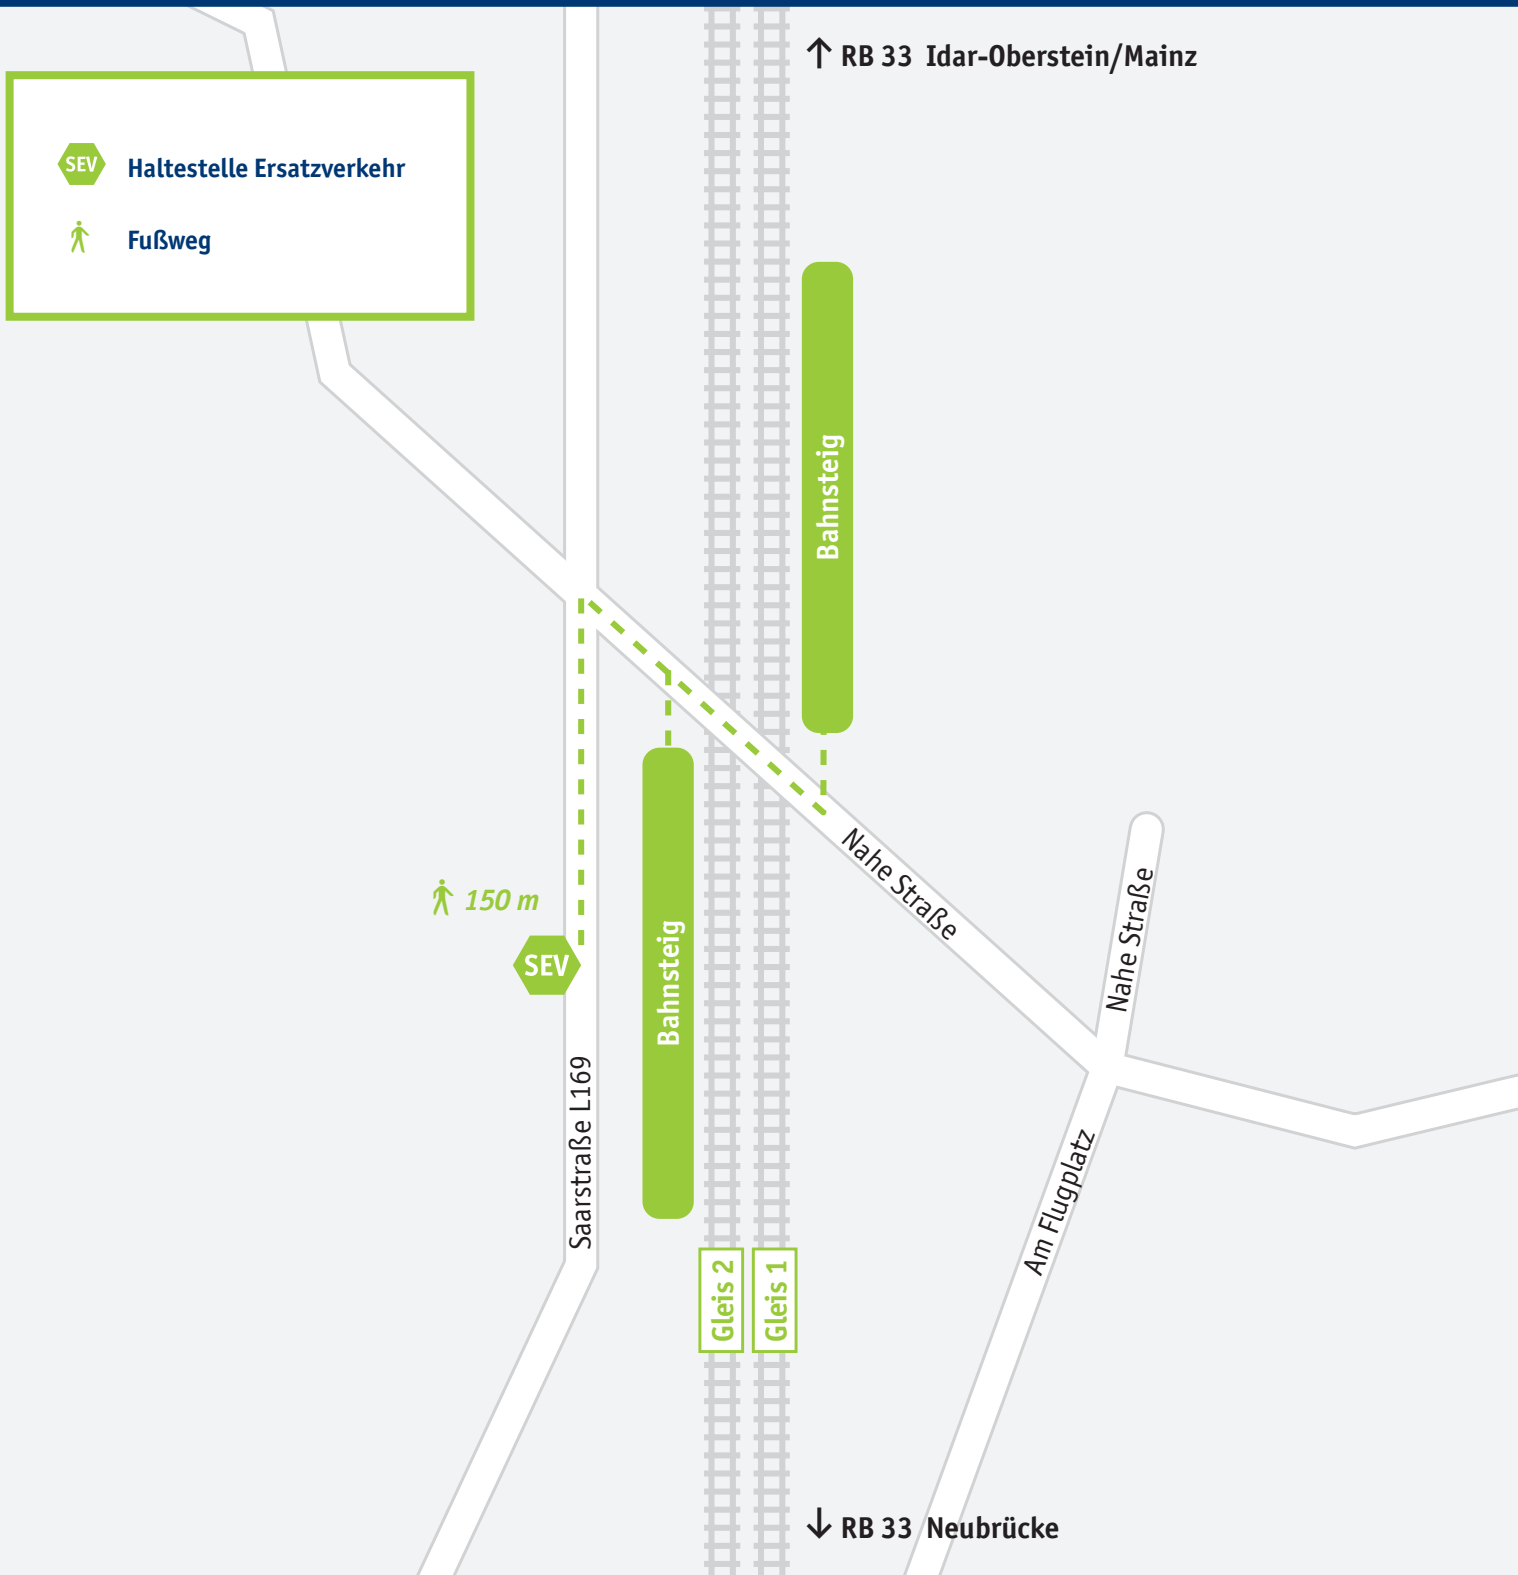 ↑ RB 33 Idar-Oberstein/Mainz
SEV Haltestelle Ersatzverkehr
Fußweg
Bahnsteig
Nahe Straße
Nahe Straße
150 m
SEV
Bahnsteig
Saarstraße L169
Am Flugplatz
Gleis 2
Gleis 1
↓ RB 33 Neubrücke